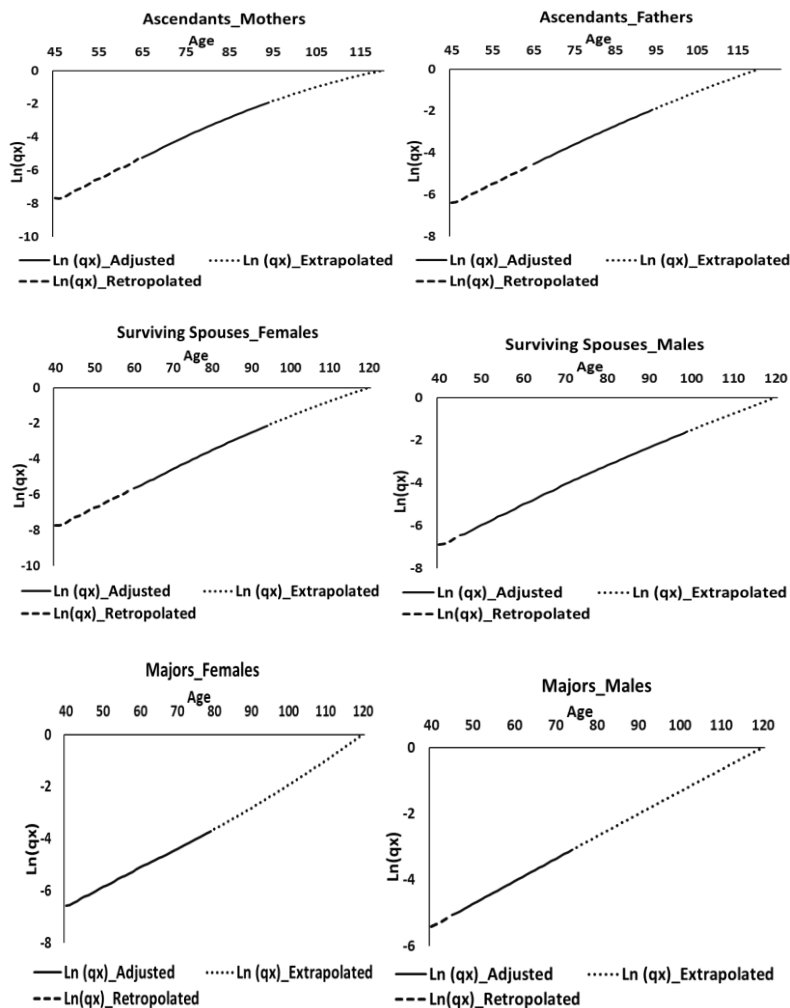 Ascendants_Mothers
Age
45 55 65 75 85 95 105 115
0
-2
-4
-6
-8
-10
Ln(qx)
Ln (qx)_Adjusted Ln (qx)_Extrapolated
Ln(qx)_Retropolated
Ascendants_Fathers
Age
45 55 65 75 85 95 105 115
0
-2
-4
-6
-8
Ln(qx)
Ln (qx)_Adjusted Ln (qx)_Extrapolated
Ln(qx)_Retropolated
Surviving Spouses_Females
Age
40 50 60 70 80 90 100 110 120
0
-2
-4
-6
-8
-10
Ln(qx)
Ln (qx)_Adjusted Ln (qx)_Extrapolated
Ln(qx)_Retropolated
Surviving Spouses_Males
Age
40 50 60 70 80 90 100 110 120
0
-2
-4
-6
-8
Ln(qx)
Ln (qx)_Adjusted Ln (qx)_Extrapolated
Ln(qx)_Retropolated
Majors_Females
Age
40 50 60 70 80 90 100 110 120
0
-2
-4
-6
-8
Ln(qx)
Ln (qx)_Adjusted Ln (qx)_Extrapolated
Ln(qx)_Retropolated
Majors_Males
Age
40 50 60 70 80 90 100 110 120
0
-2
-4
-6
Ln(qx)
Ln (qx)_Adjusted Ln (qx)_Extrapolated
Ln(qx)_Retropolated